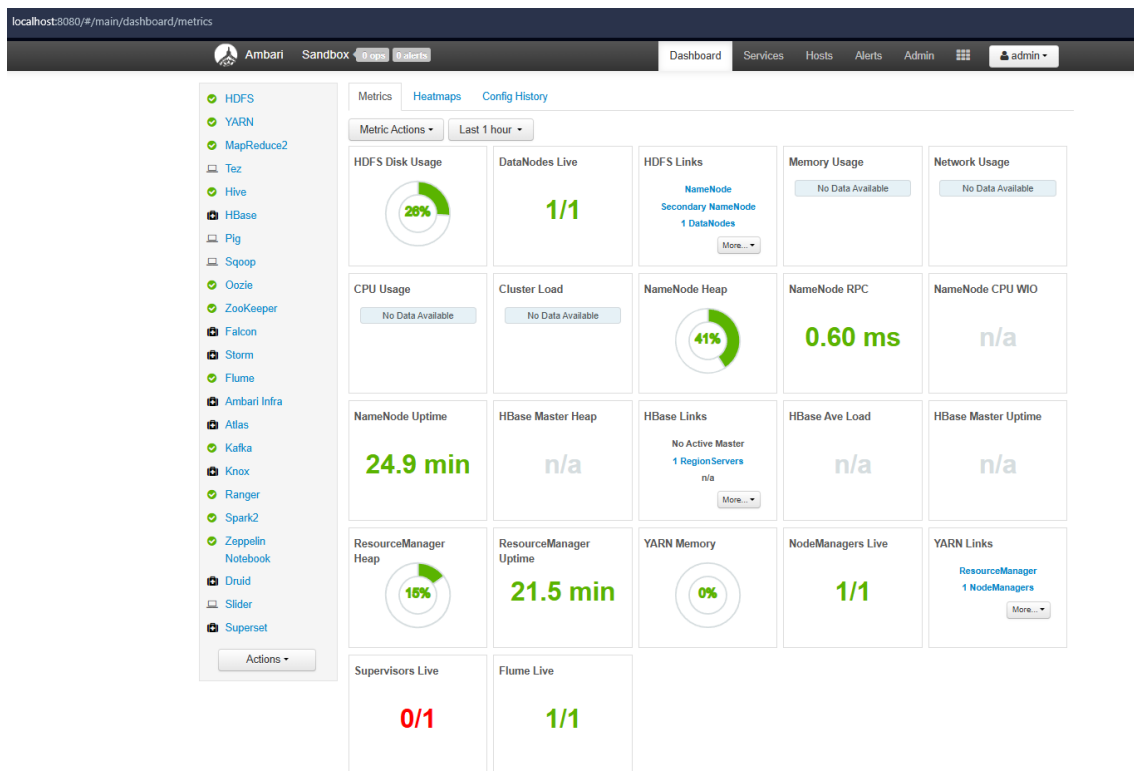 localhost:8080/#/main/dashboard/metrics
Ambari Sandbox 0 ops 0 alerts Dashboard Services Hosts Alerts Admin admin
HDFS
YARN
MapReduce2
Tez
Hive
HBase
Pig
Sqoop
Oozie
ZooKeeper
Falcon
Storm
Flume
Ambari Infra
Atlas
Kafka
Knox
Ranger
Spark2
Zeppelin
Notebook
Druid
Slider
Superset
Actions
Metrics Heatmaps Config History
Metric Actions Last 1 hour
HDFS Disk Usage
26%
DataNodes Live
1/1
HDFS Links
NameNode
Secondary NameNode
1 DataNodes
More...
Memory Usage
No Data Available
Network Usage
No Data Available
CPU Usage
No Data Available
Cluster Load
No Data Available
NameNode Heap
41%
NameNode RPC
0.60 ms
NameNode CPU WIO
n/a
NameNode Uptime
24.9 min
HBase Master Heap
n/a
HBase Links
No Active Master
1 RegionServers
n/a
More...
HBase Ave Load
n/a
HBase Master Uptime
n/a
ResourceManager
Heap
15%
ResourceManager
Uptime
21.5 min
YARN Memory
0%
NodeManagers Live
1/1
YARN Links
ResourceManager
1 NodeManagers
More...
Supervisors Live
0/1
Flume Live
1/1